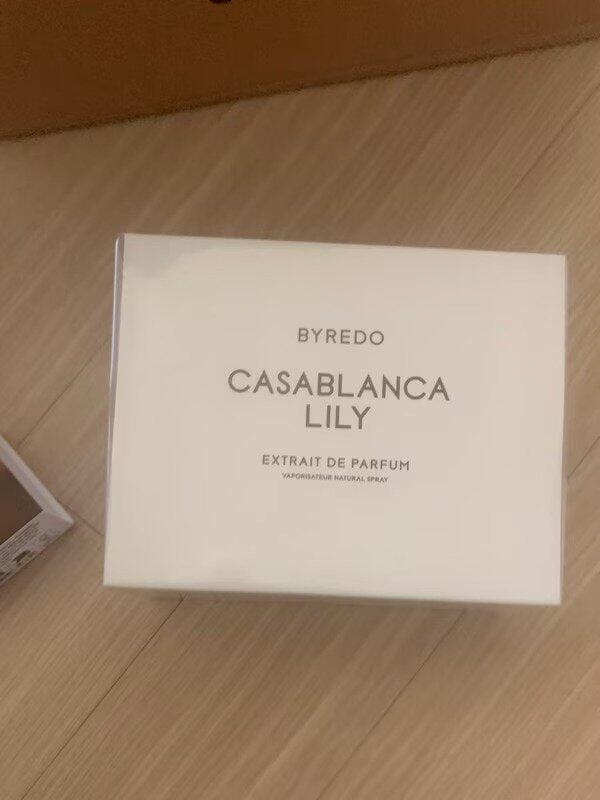 BYREDO
CASABLANCA
LILY
EXTRAIT DE PARFUM
VAPORISATEUR NATURAL SPRAY